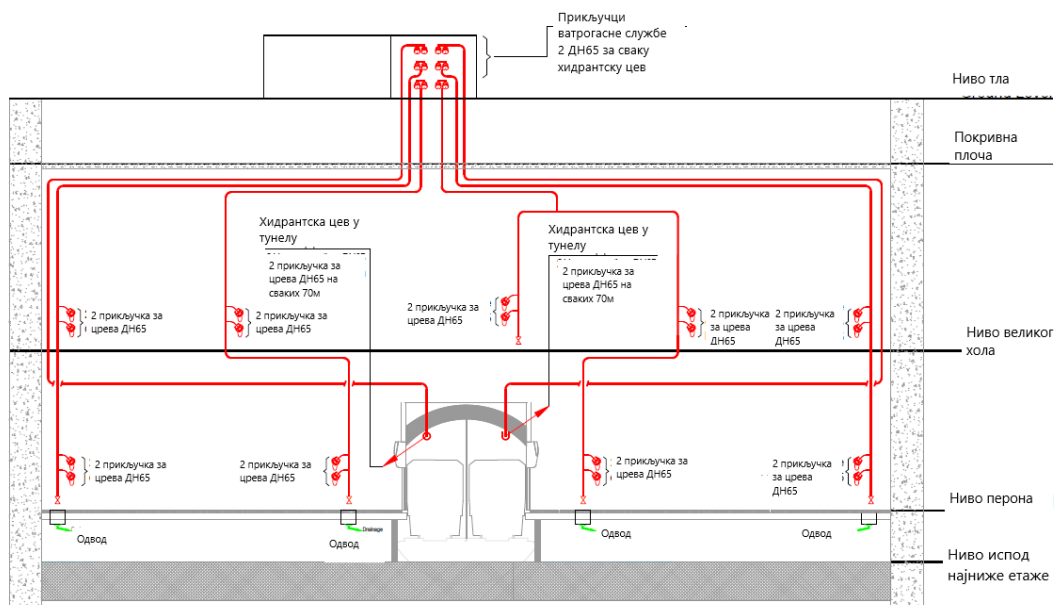 Прикључци
ватрогасне службе
2 ДН65 за сваку
хидрантску цев
Ниво тла
Покривна
плоча
Хидрантска цев у
тунелу
2 прикључка за
црева ДН65 на
сваких 70м
Хидрантска цев у
тунелу
2 прикључка за
црева ДН65 на
сваких 70м
2 прикључка за
црева ДН65
2 прикључка за
црева ДН65
2 прикључка за
црева ДН65
2 прикључка
за црева
ДН65
2 прикључка
за црева
ДН65
Ниво великог
хола
2 прикључка за
црева ДН65
2 прикључка за
црева ДН65
2 прикључка за
црева ДН65
2 прикључка
за црева
ДН65
Ниво перона
Одвод
Drainage
Одвод
Одвод
Одвод
Ниво испод
најниже етаже